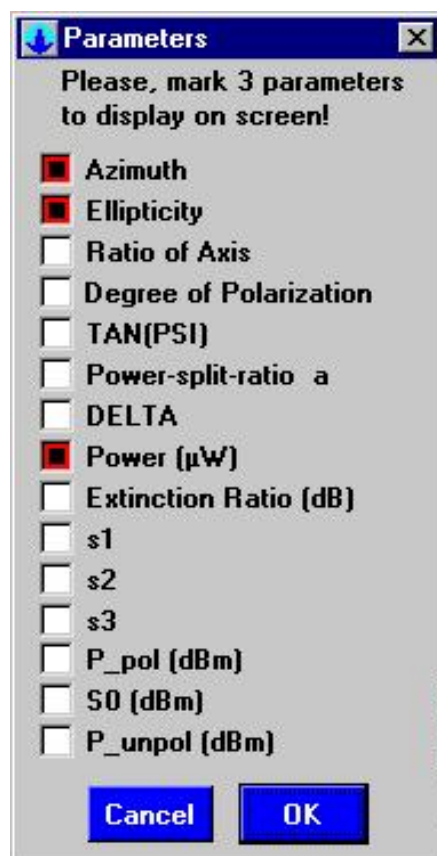 Parameters
Please, mark 3 parameters
to display on screen!
Azimuth
Ellipticity
Ratio of Axis
Degree of Polarization
TAN(PSI)
Power-split-ratio a
DELTA
Power (µW)
Extinction Ratio (dB)
s1
s2
s3
P_pol (dBm)
S0 (dBm)
P_unpol (dBm)
Cancel OK